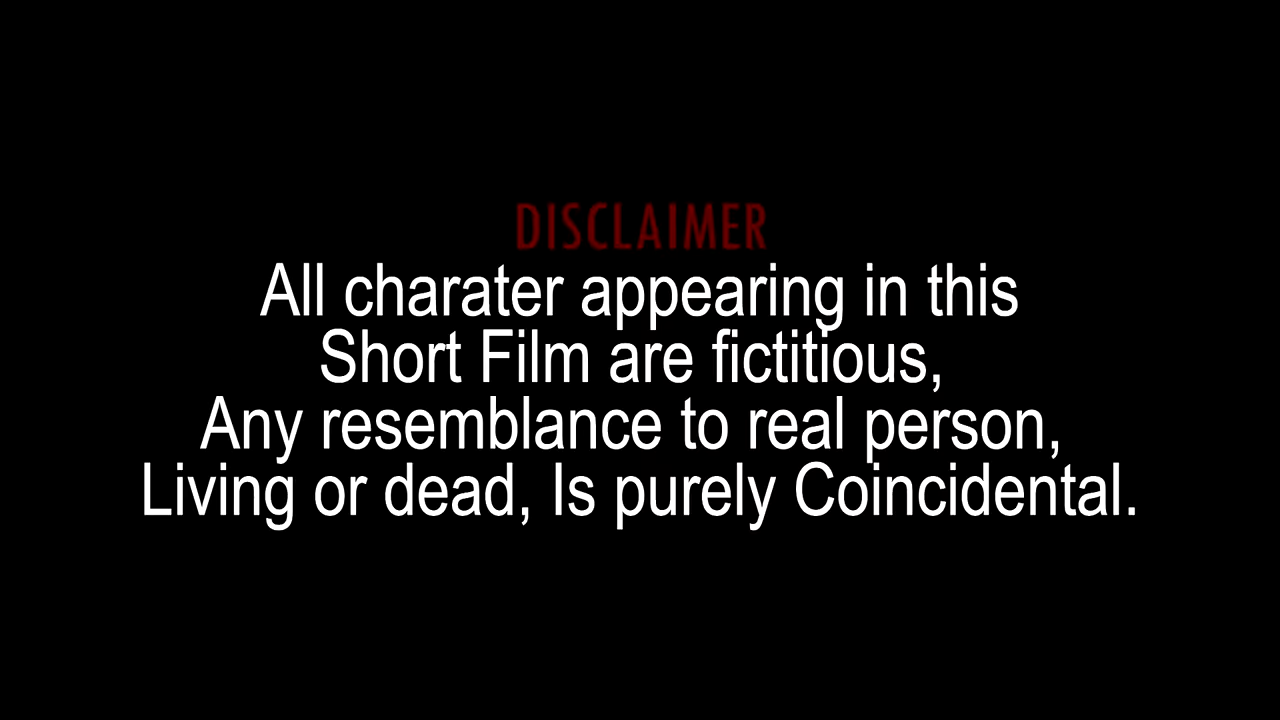 DISCLAIMER
All charater appearing in this
Short Film are fictitious,
Any resemblance to real person,
Living or dead, Is purely Coincidental.